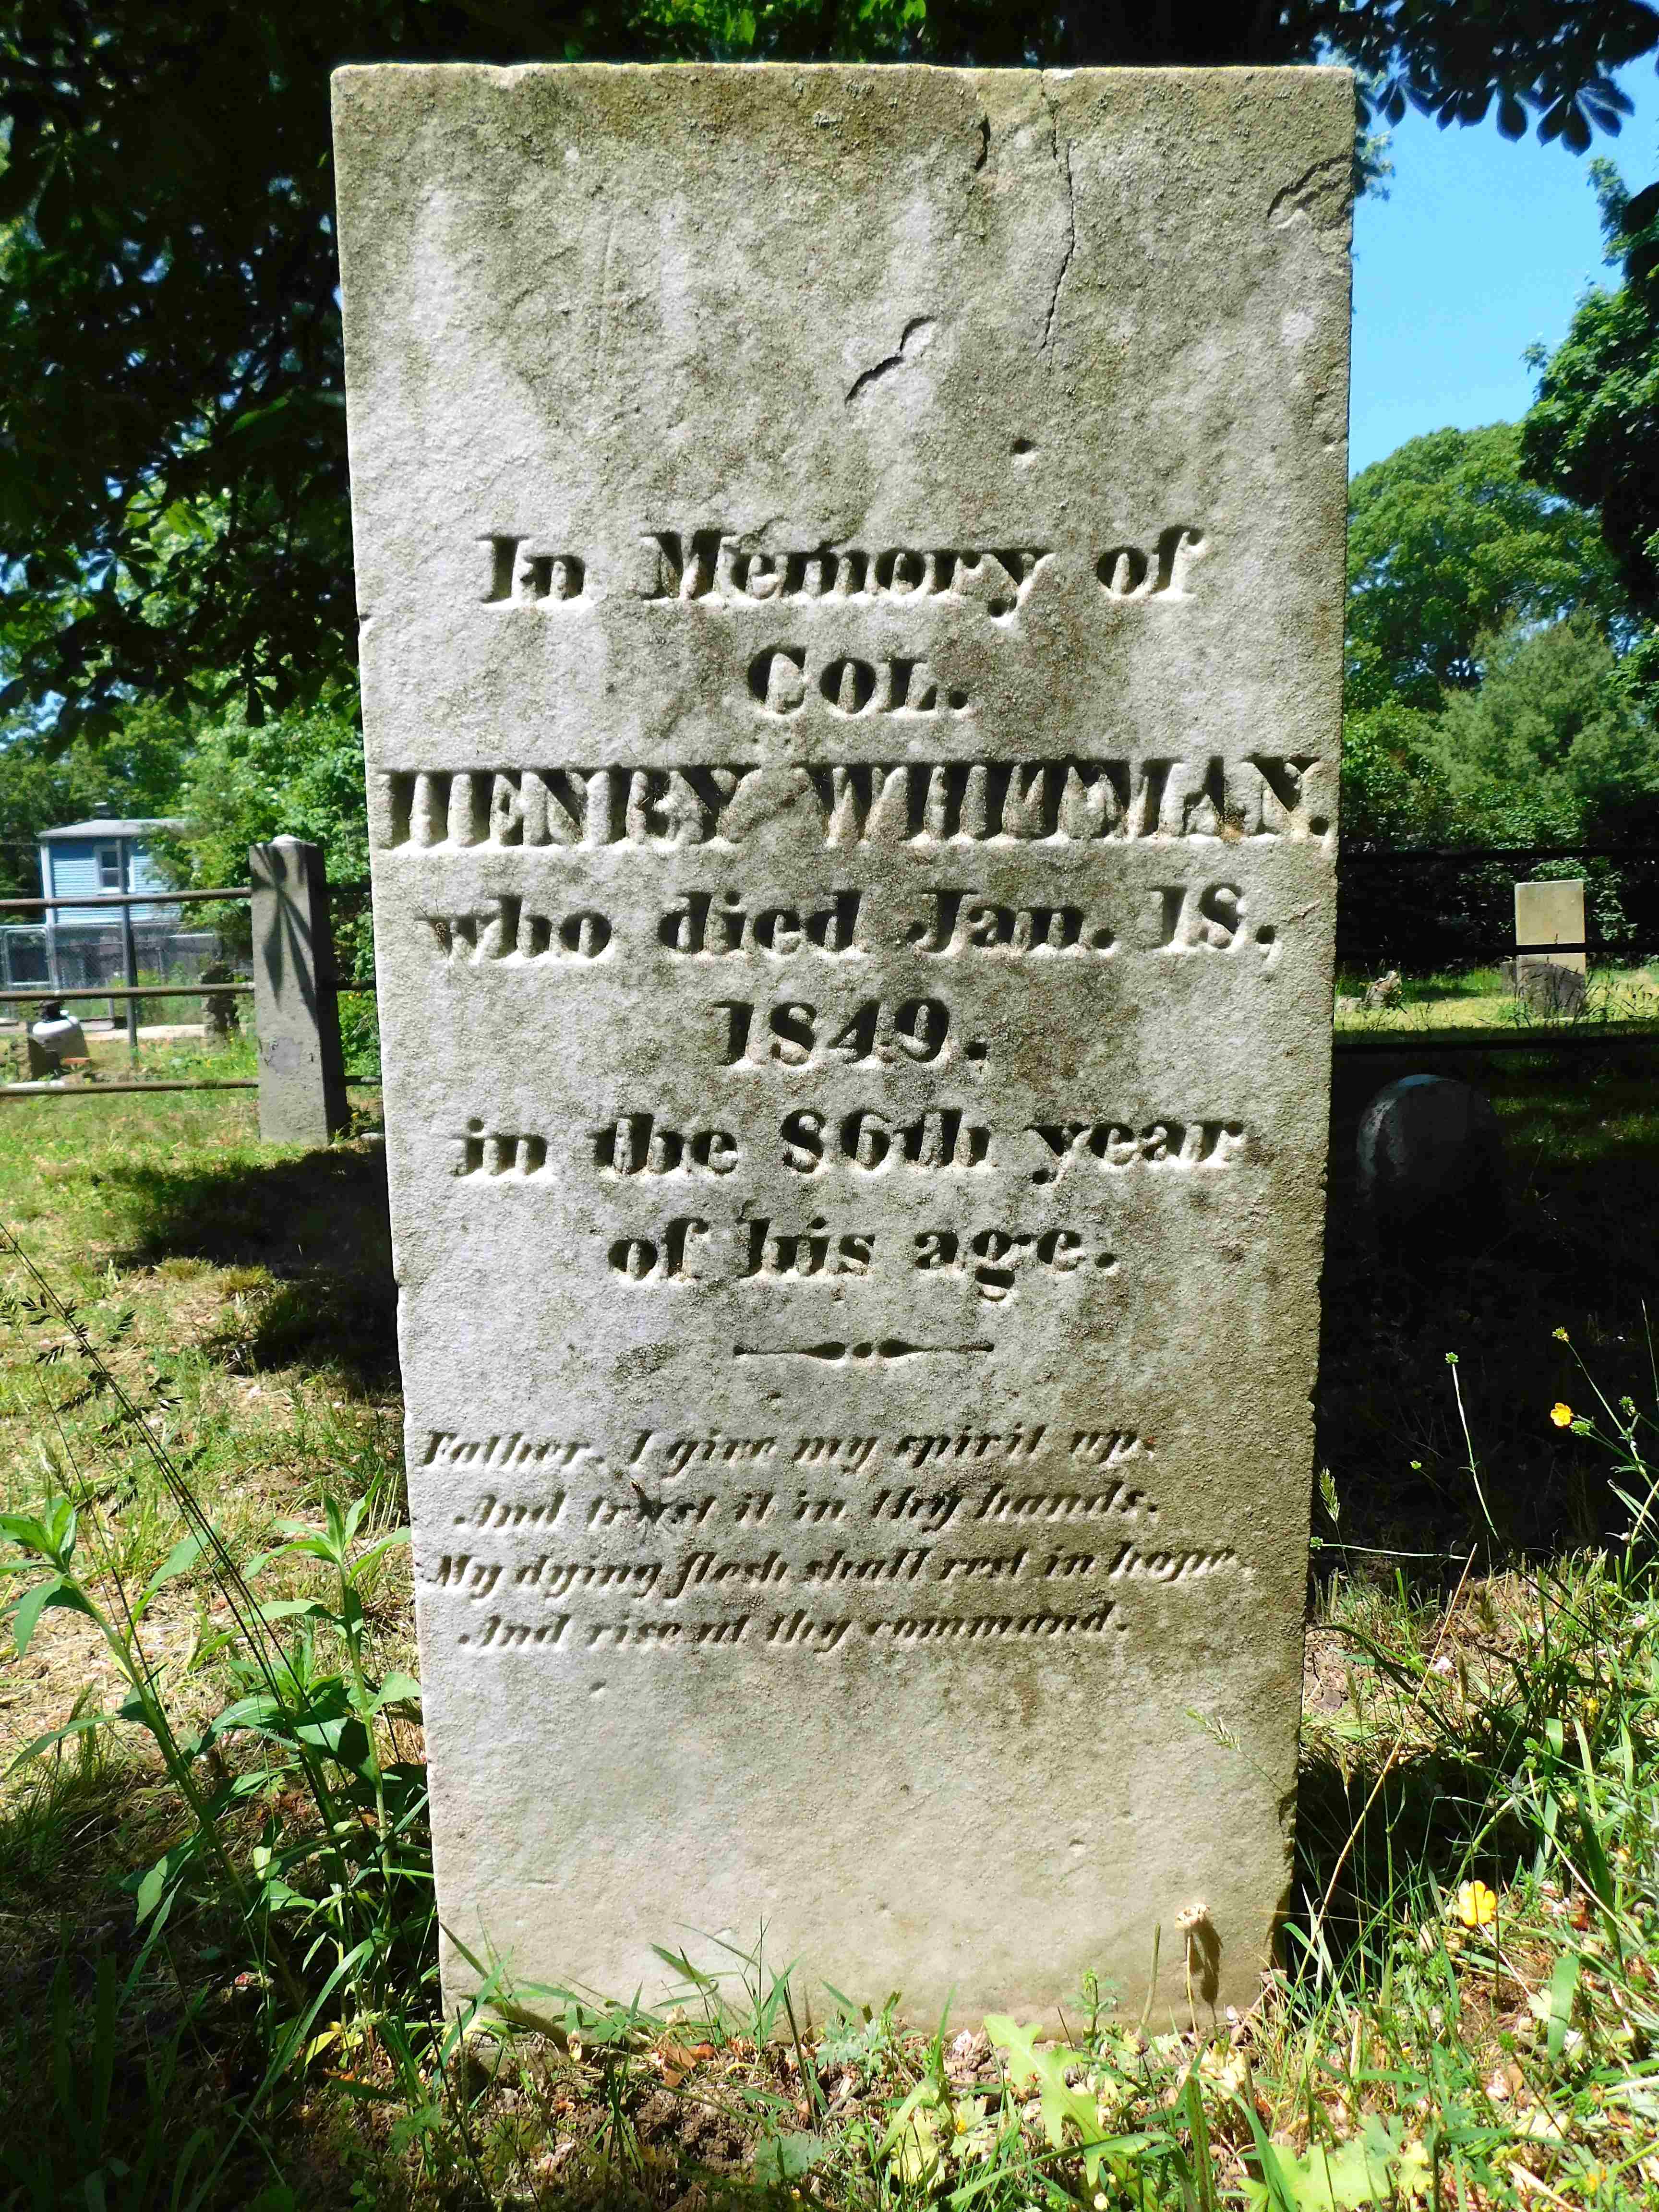 In Memory of
COL.
HENRY WHITMAN,
who died Jan. 18,
1849.
in the 86th year
of his age.
Father, I give my spirit up,
And trust it in thy hands.
My dying flesh shall rest in hope,
And rise at thy command.